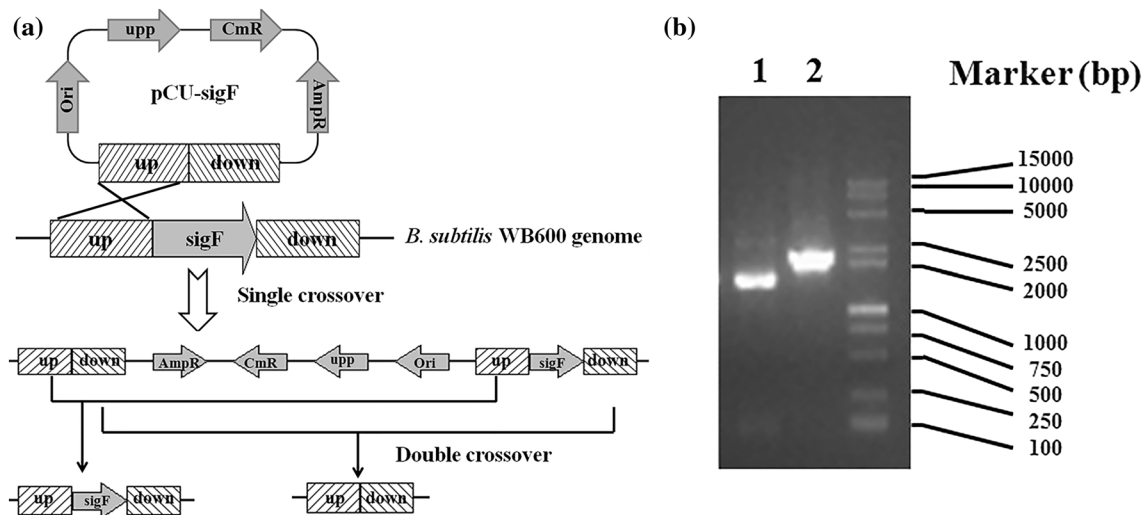 (a)
upp
CmR
Ori
pCU-sigF
AmpR
up
down
up
sigF
down
B. subtilis WB600 genome
Single crossover
up
down
AmpR
CmR
upp
Ori
up
sigF
down
Double crossover
up
sigF
down
up
down
(b)
1 2 Marker (bp)
15000
10000
5000
2500
2000
1000
750
500
250
100